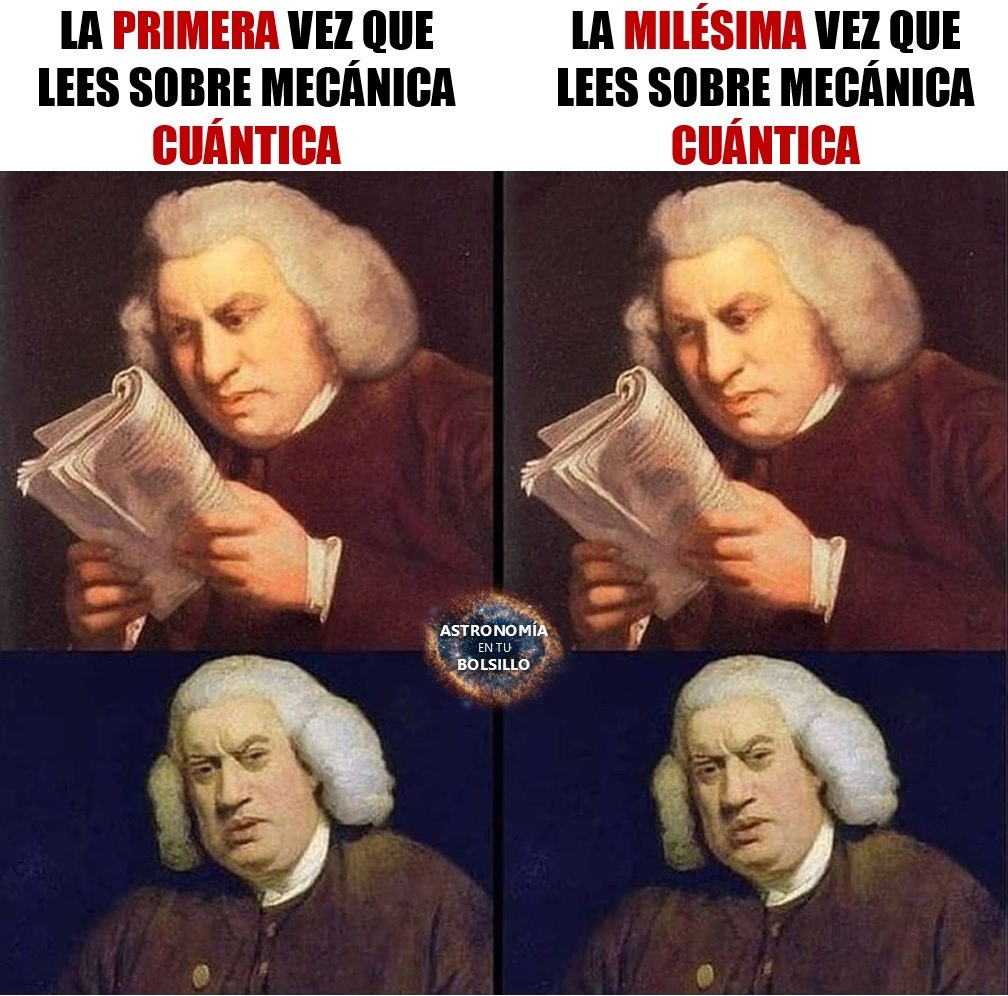 LA PRIMERA VEZ QUE
LEES SOBRE MECÁNICA
CUÁNTICA
LA MILÉSIMA VEZ QUE
LEES SOBRE MECÁNICA
CUÁNTICA
ASTRONOMÍA
EN TU
BOLSILLO